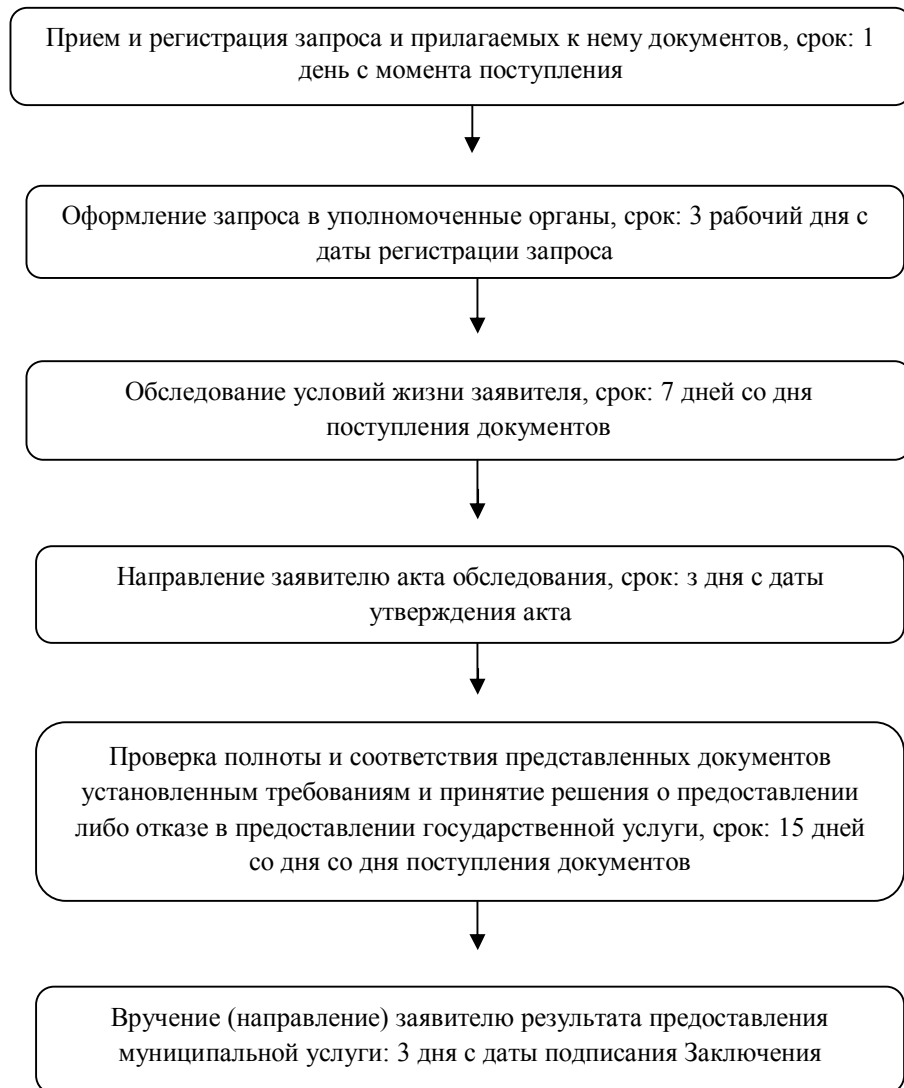 Прием и регистрация запроса и прилагаемых к нему документов, срок: 1
день с момента поступления
Оформление запроса в уполномоченные органы, срок: 3 рабочий дня с
даты регистрации запроса
Обследование условий жизни заявителя, срок: 7 дней со дня
поступления документов
Направление заявителю акта обследования, срок: з дня с даты
утверждения акта
Проверка полноты и соответствия представленных документов
установленным требованиям и принятие решения о предоставлении
либо отказе в предоставлении государственной услуги, срок: 15 дней
со дня со дня поступления документов
Вручение (направление) заявителю результата предоставления
муниципальной услуги: 3 дня с даты подписания Заключения